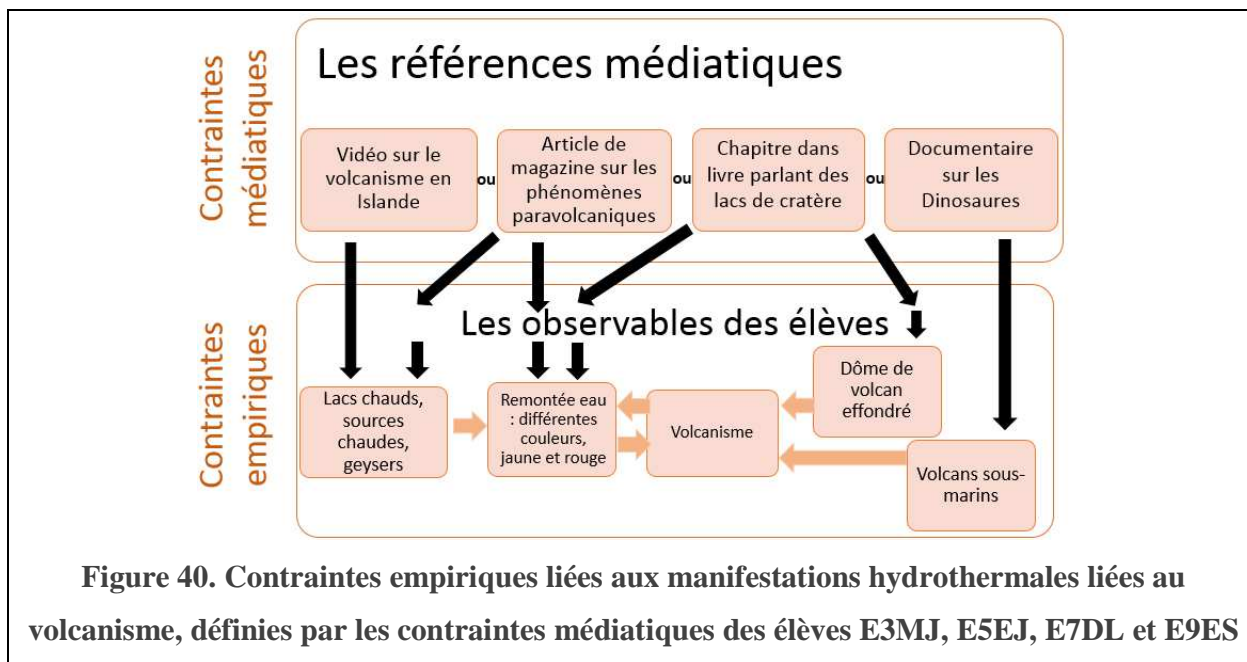 Contraintes
médiatiques
Les références médiatiques
Vidéo sur le
volcanisme en
Islande
ou
Article de
magazine sur les
phénomènes
paravolcaniques
ou
Chapitre dans
livre parlant des
lacs de cratère
ou
Documentaire
sur les
Dinosaures
Contraintes
empiriques
Les observables des élèves
Lacs chauds,
sources
chaudes,
geysers
Remontée eau
: différentes
couleurs,
jaune et rouge
Volcanisme
Dôme de
volcan
effondré
Volcans sous-
marins
Figure 40. Contraintes empiriques liées aux manifestations hydrothermales liées au
volcanisme, définies par les contraintes médiatiques des élèves E3MJ, E5EJ, E7DL et E9ES